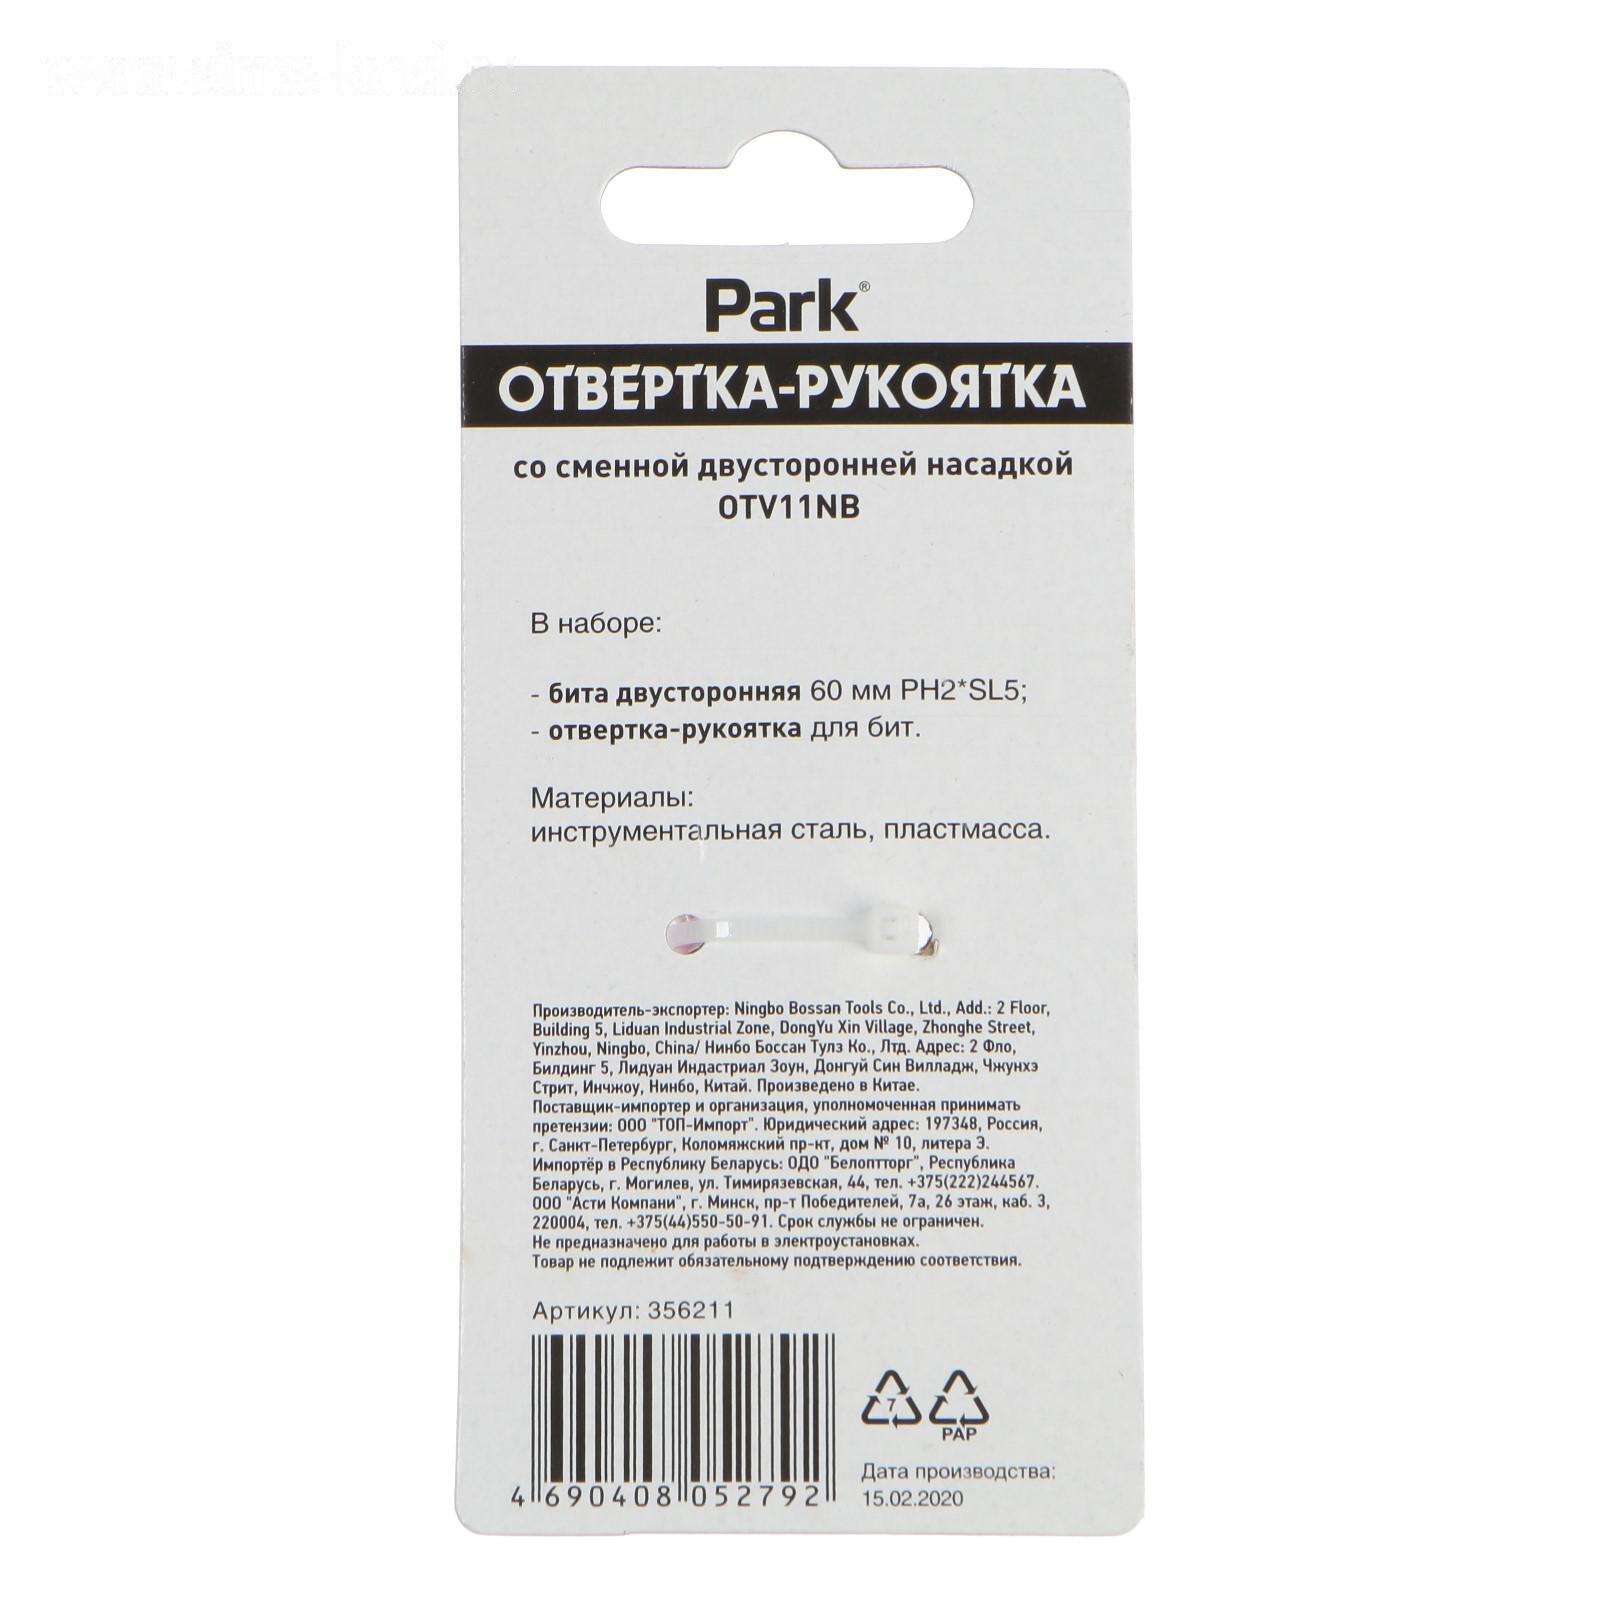 Park®
ОТВЕРТКА-РУКОЯТКА
со сменной двусторонней насадкой
OTV11NB
В наборе:
- бита двусторонняя 60 мм PH2*SL5;
- отвертка-рукоятка для бит.
Материалы:
инструментальная сталь, пластмасса.
Производитель-экспортер: Ningbo Bossan Tools Co., Ltd., Add.: 2 Floor,
Building 5, Liduan Industrial Zone, DongYu Xin Village, Zhonghe Street,
Yinzhou, Ningbo, China/ Нинбо Боссан Тулз Ко., Лтд. Адрес: 2 Фло,
Билдинг 5, Лидуан Индастриал Зоун, Донгуй Син Вилладж, Чжунхэ
Стрит, Инчжоу, Нинбо, Китай. Произведено в Китае.
Поставщик-импортер и организация, уполномоченная принимать
претензии: ООО "ТОП-Импорт". Юридический адрес: 197348, Россия,
г. Санкт-Петербург, Коломяжский пр-кт, дом № 10, литера Э.
Импортёр в Республику Беларусь: ОДО "Белоптторг", Республика
Беларусь, г. Могилев, ул. Тимирязевская, 44, тел. +375(222)244567.
ООО "Асти Компани", г. Минск, пр-т Победителей, 7а, 26 этаж, каб. 3,
220004, тел. +375(44)550-50-91. Срок службы не ограничен.
Не предназначено для работы в электроустановках.
Товар не подлежит обязательному подтверждению соответствия.
Артикул: 356211
7
PAP
Дата производства:
15.02.2020
4 690408 052792